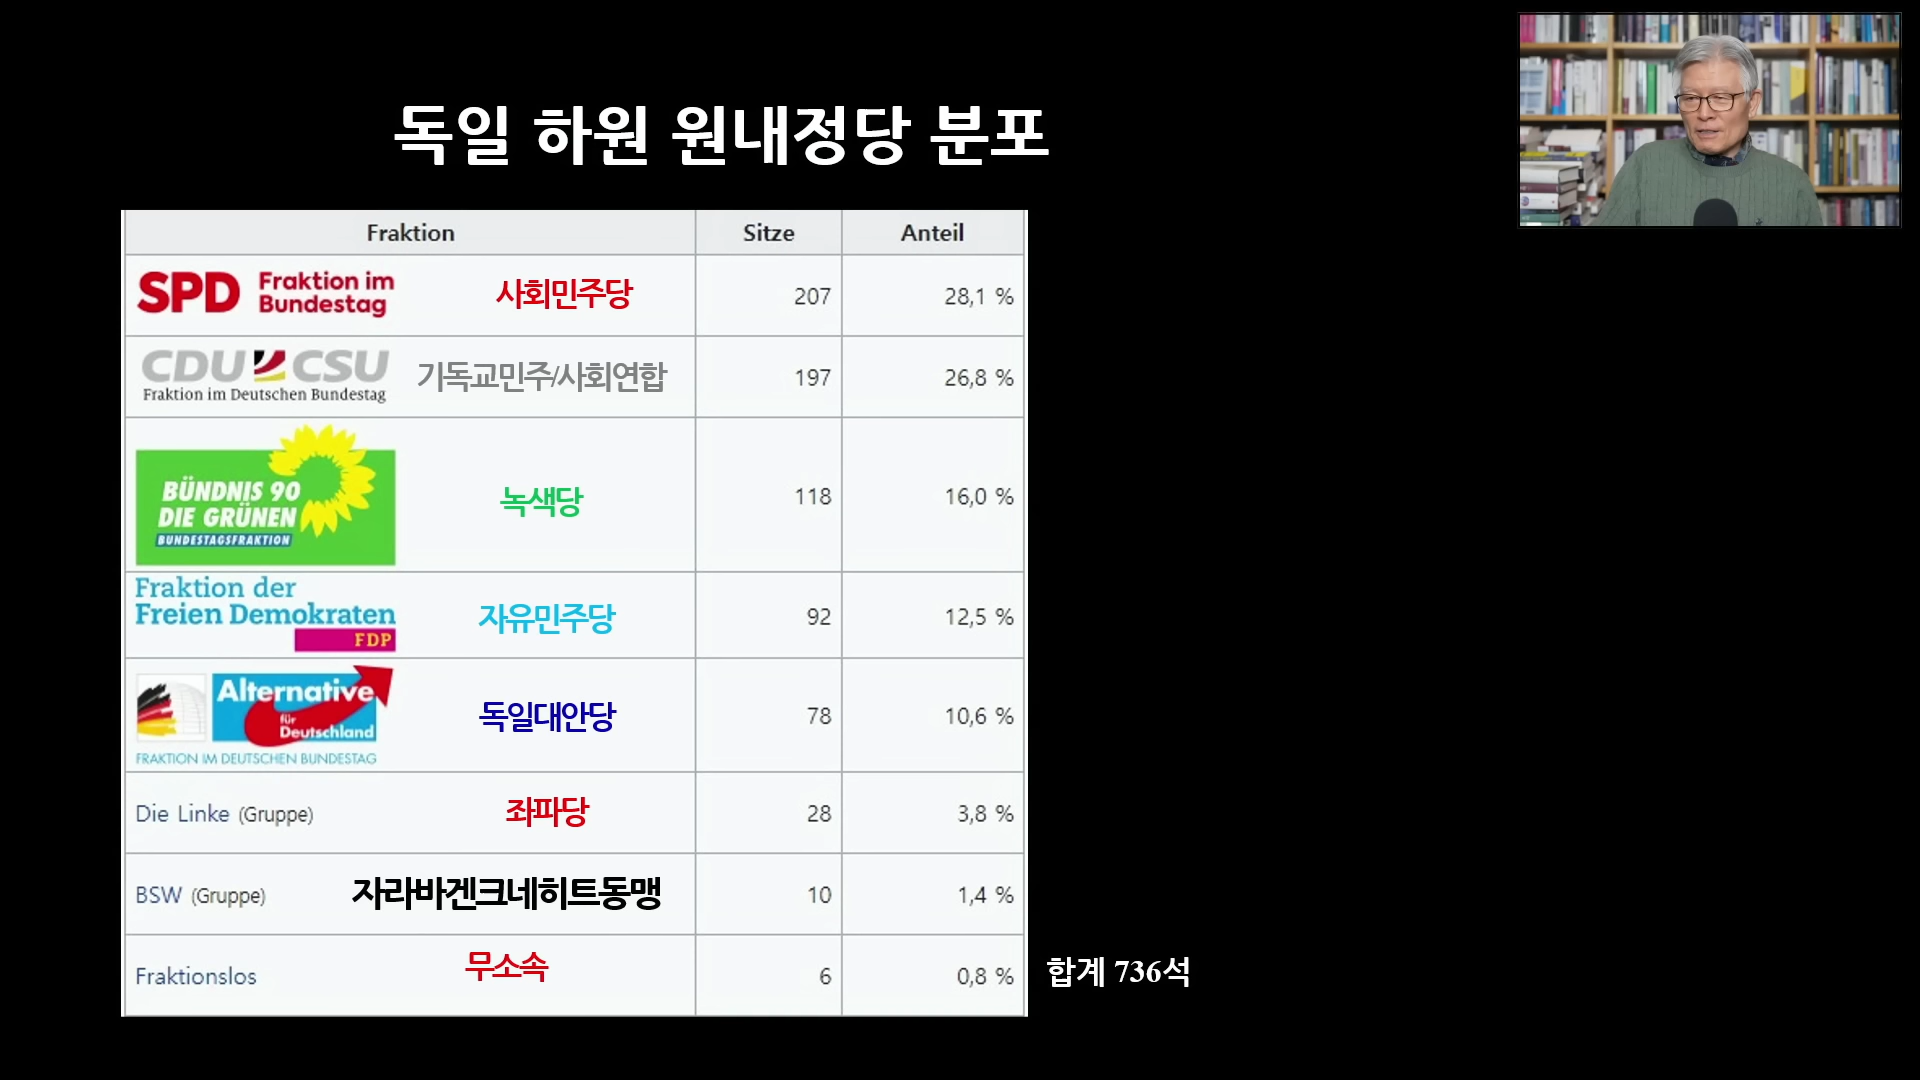 독일 하원 원내정당 분포
Fraktion Sitze Anteil
SPD Fraktion im Bundestag 사회민주당 207 28,1 %
CDU CSU Fraktion im Deutschen Bundestag 기독교민주/사회연합 197 26,8 %
BÜNDNIS 90 DIE GRÜNEN BUNDESTAGSFRAKTION 녹색당 118 16,0 %
Fraktion der Freien Demokraten FDP 자유민주당 92 12,5 %
Alternative für Deutschland FRAKTION IM DEUTSCHEN BUNDESTAG 독일대안당 78 10,6 %
Die Linke (Gruppe) 좌파당 28 3,8 %
BSW (Gruppe) 자라바겐크네히트동맹 10 1,4 %
Fraktionslos 무소속 6 0,8 %
합계 736석